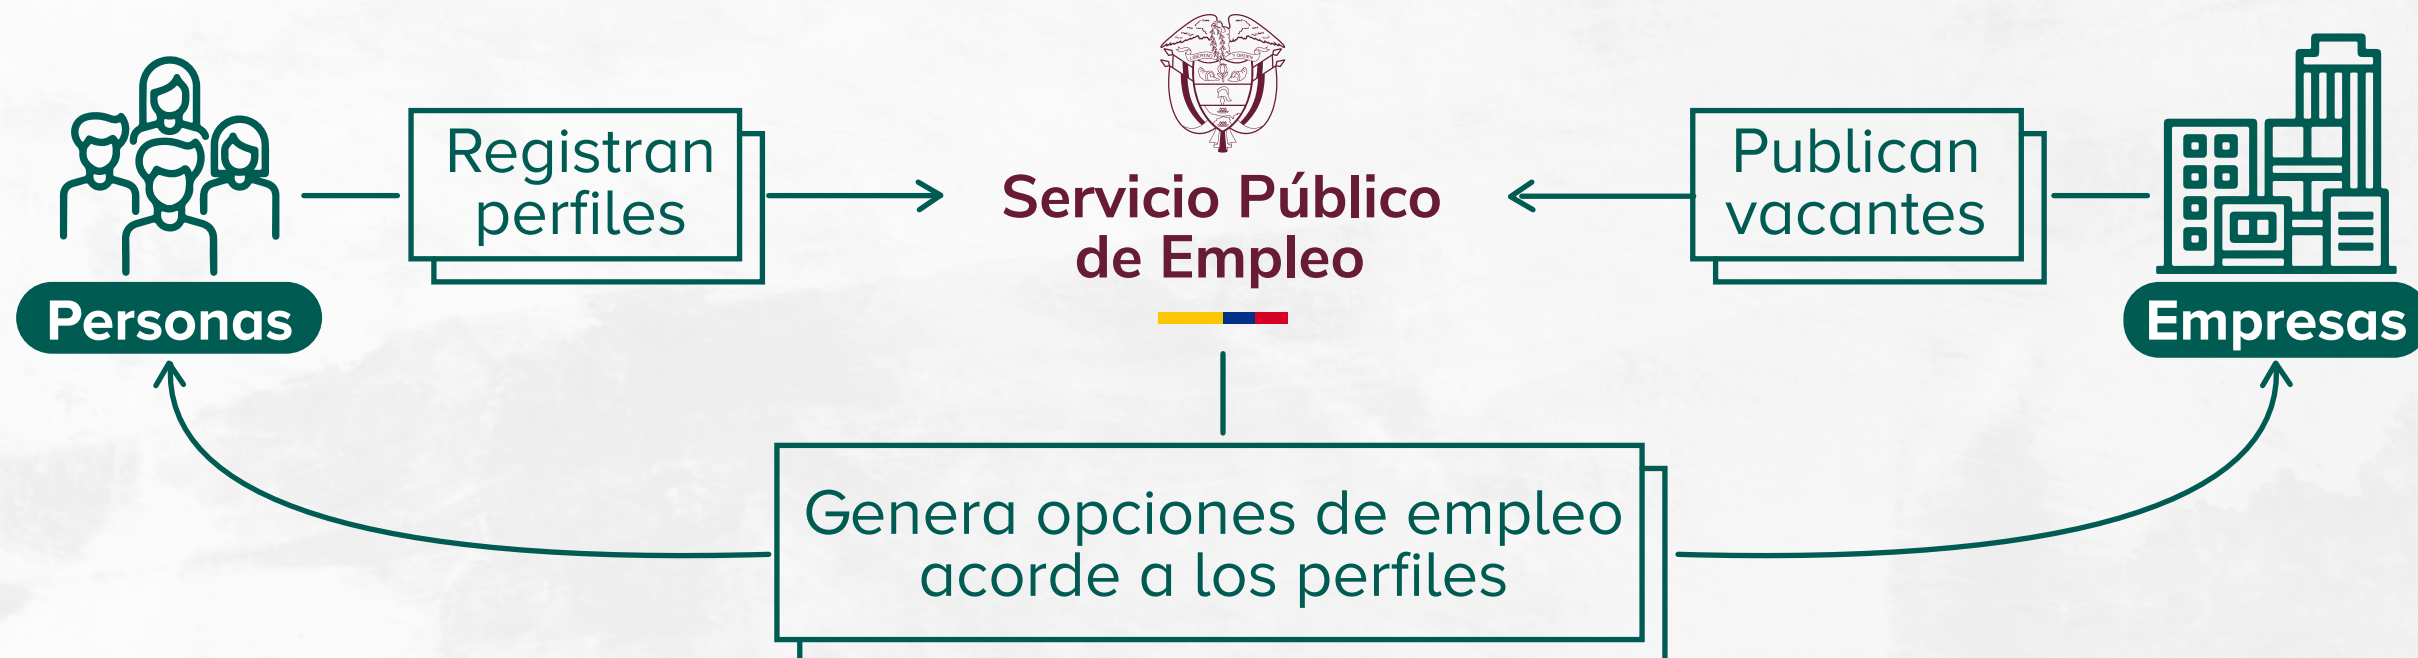 Registran
perfiles
Servicio Público
de Empleo
Publican
vacantes
Personas
Empresas
Genera opciones de empleo
acorde a los perfiles